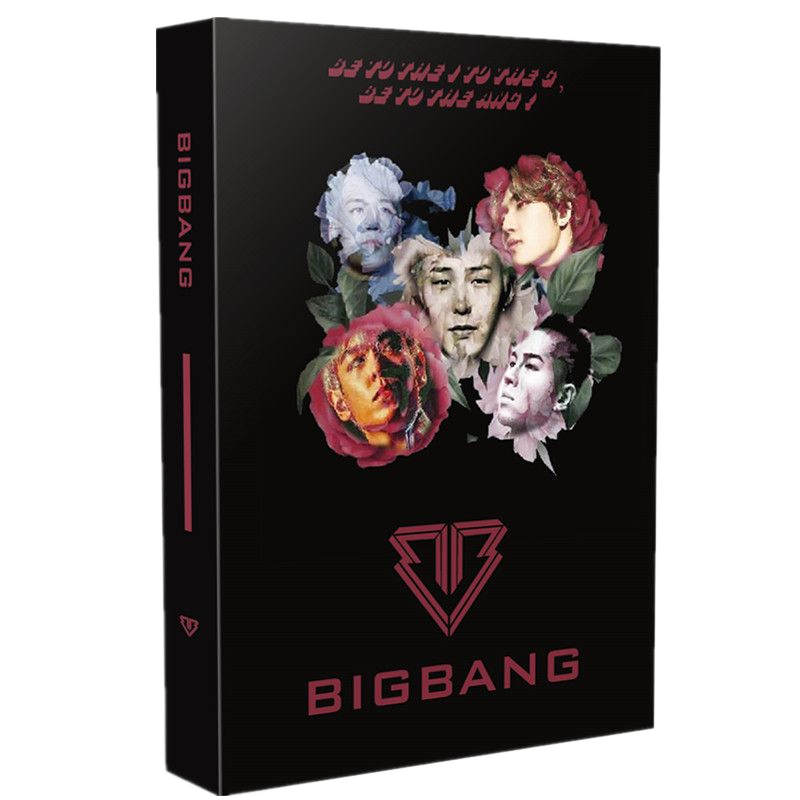 BE TO THE I TO THE G,
BE TO THE ANG !
BIGBANG
BIGBANG